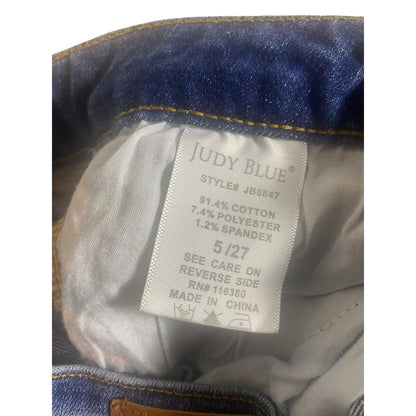 JUDY BLUE®
STYLE# JB8847
91.4% COTTON
7.4% POLYESTER
1.2% SPANDEX
5/27
SEE CARE ON
REVERSE SIDE
RN# 116380
MADE IN CHINA